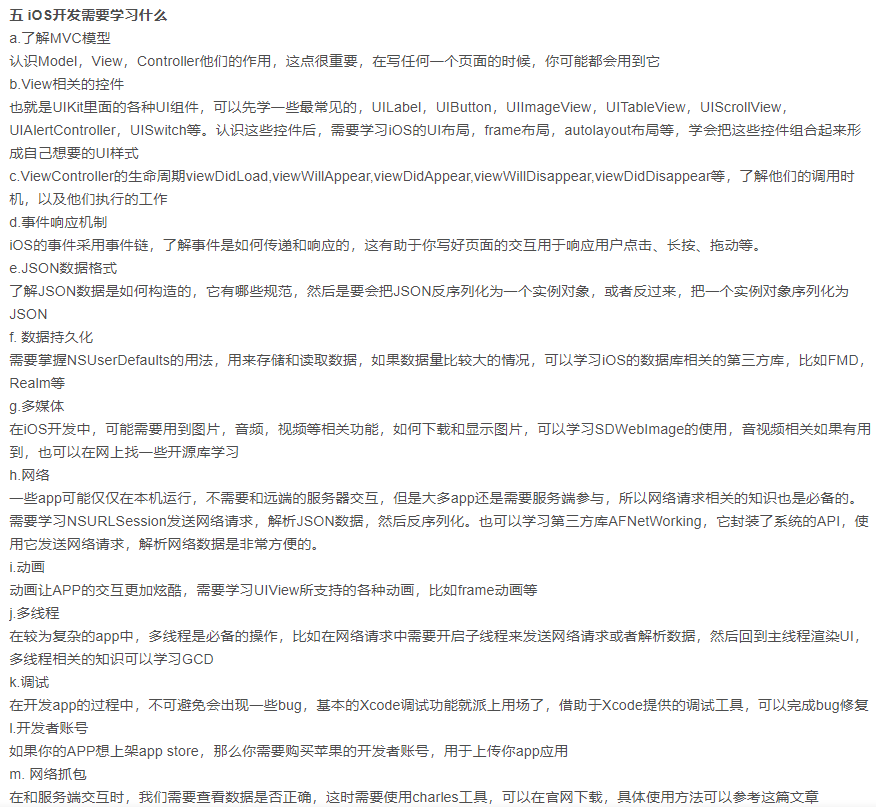 五 iOS开发需要学习什么
a.了解MVC模型
认识Model，View，Controller他们的作用，这点很重要，在写任何一个页面的时候，你可能都会用到它
b.View相关的控件
也就是UIKit里面的各种UI组件，可以先学一些最常见的，UILabel，UIButton，UIImageView，UITableView，UIScrollView，
UIAlertController，UISwitch等。认识这些控件后，需要学习iOS的UI布局，frame布局，autolayout布局等，学会把这些控件组合起来形
成自己想要的UI样式
c.ViewController的生命周期viewDidLoad,viewWillAppear,viewDidAppear,viewWillDisappear,viewDidDisappear等，了解他们的调用时
机，以及他们执行的工作
d.事件响应机制
iOS的事件采用事件链，了解事件是如何传递和响应的，这有助于你写好页面的交互用于响应用户点击、长按、拖动等。
e.JSON数据格式
了解JSON数据是如何构造的，它有哪些规范，然后是要会把JSON反序列化为一个实例对象，或者反过来，把一个实例对象序列化为
JSON
f. 数据持久化
需要掌握NSUserDefaults的用法，用来存储和读取数据，如果数据量比较大的情况，可以学习iOS的数据库相关的第三方库，比如FMD，
Realm等
g.多媒体
在iOS开发中，可能需要用到图片，音频，视频等相关功能，如何下载和显示图片，可以学习SDWebImage的使用，音视频相关如果有用
到，也可以在网上找一些开源库学习
h.网络
一些app可能仅仅在本机运行，不需要和远端的服务器交互，但是大多app还是需要服务端参与，所以网络请求相关的知识也是必备的。
需要学习NSURLSession发送网络请求，解析JSON数据，然后反序列化。也可以学习第三方库AFNetWorking，它封装了系统的API，使
用它发送网络请求，解析网络数据是非常方便的。
i.动画
动画让APP的交互更加炫酷，需要学习UIView所支持的各种动画，比如frame动画等
j.多线程
在较为复杂的app中，多线程是必备的操作，比如在网络请求中需要开启子线程来发送网络请求或者解析数据，然后回到主线程渲染UI，
多线程相关的知识可以学习GCD
k.调试
在开发app的过程中，不可避免会出现一些bug，基本的Xcode调试功能就派上用场了，借助于Xcode提供的调试工具，可以完成bug修复
l.开发者账号
如果你的APP想上架app store，那么你需要购买苹果的开发者账号，用于上传你app应用
m. 网络抓包
在和服务端交互时，我们需要查看数据是否正确，这时需要使用charles工具，可以在官网下载，具体使用方法可以参考这篇文章